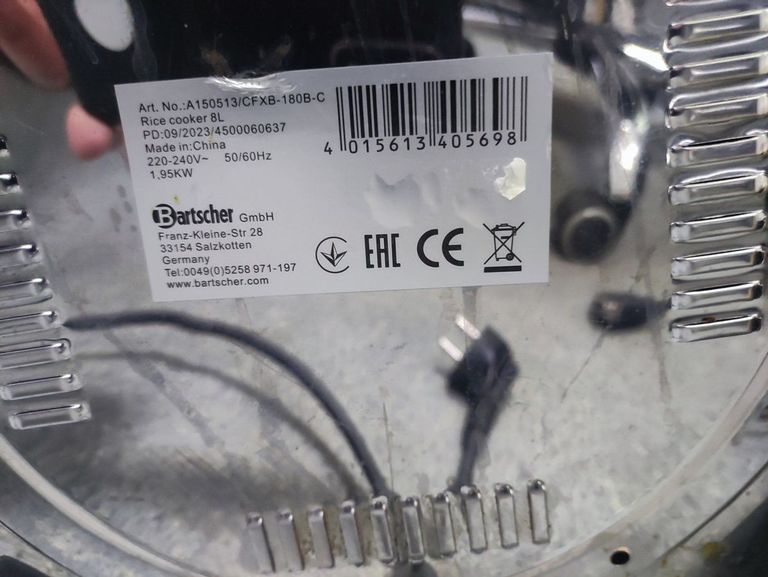 Art. No.:A150513/CFXB-180B-C
Rice cooker 8L
PD:09/2023/4500060637
Made in:China
220-240V~ 50/60Hz
1,95KW
4 015613 405698
Bartscher GmbH
Franz-Kleine-Str 28
33154 Salzkotten
Germany
Tel:0049(0)5258 971-197
www.bartscher.com
EAC CE